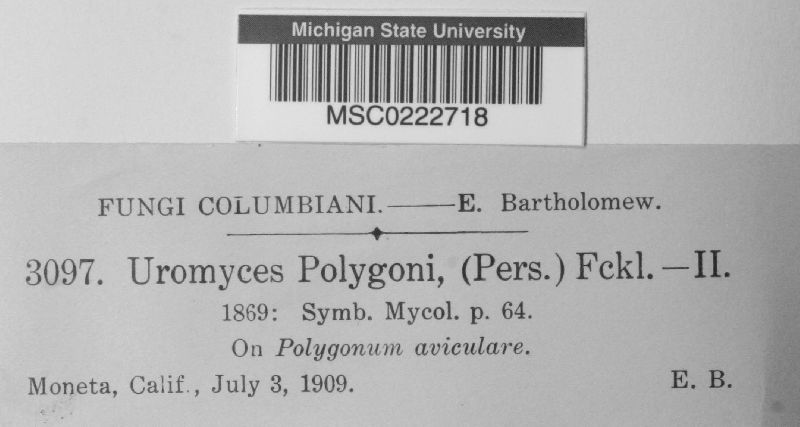 Michigan State University
MSC0222718
FUNGI COLUMBIANI.——E. Bartholomew.
3097. Uromyces Polygoni, (Pers.) Fckl.—II.
1869: Symb. Mycol. p. 64.
On Polygonum aviculare.
Moneta, Calif., July 3, 1909. E. B.